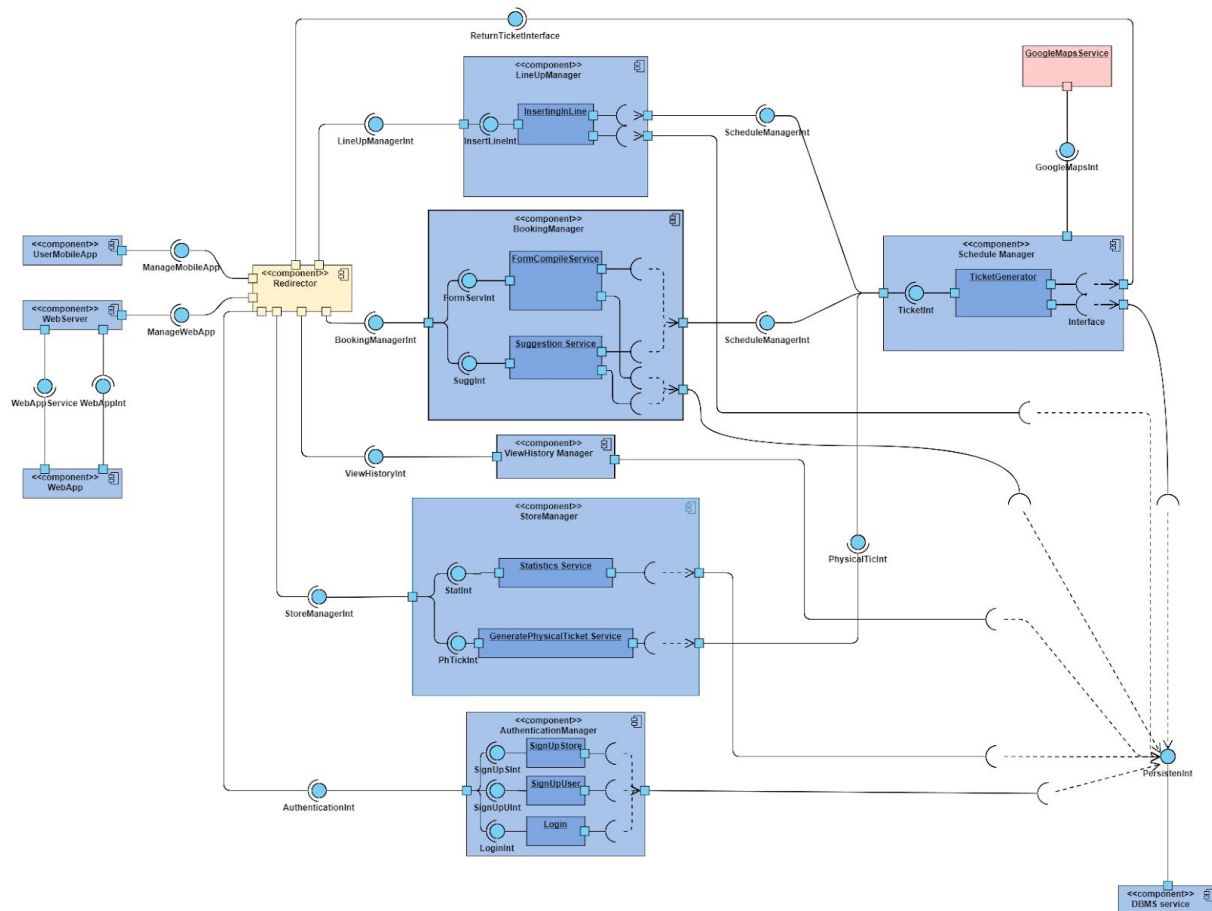 ReturnTicketInterface
<<component>>
LineUpManager
GoogleMapsService
InsertingInLine
LineUpManagerInt
InsertLineInt
ScheduleManagerInt
GoogleMapsInt
<<component>>
BookingManager
<<component>>
UserMobileApp
ManageMobileApp
<<component>>
Redirector
FormCompileService
FormServInt
<<component>>
Schedule Manager
TicketGenerator
TicketInt
Interface
<<component>>
WebServer
ManageWebApp
BookingManagerInt
Suggestion Service
SuggInt
ScheduleManagerInt
WebAppService
WebAppInt
<<component>>
WebApp
ViewHistoryInt
<<component>>
ViewHistory Manager
<<component>>
StoreManager
PhysicalTicInt
Statistics Service
StatInt
StoreManagerInt
GeneratePhysicalTicket Service
PhTickInt
<<component>>
AuthenticationManager
SignUpStore
SignUpSInt
SignUpUser
SignUpUInt
AuthenticationInt
Login
LoginInt
PersistenInt
<<component>>
DBMS service